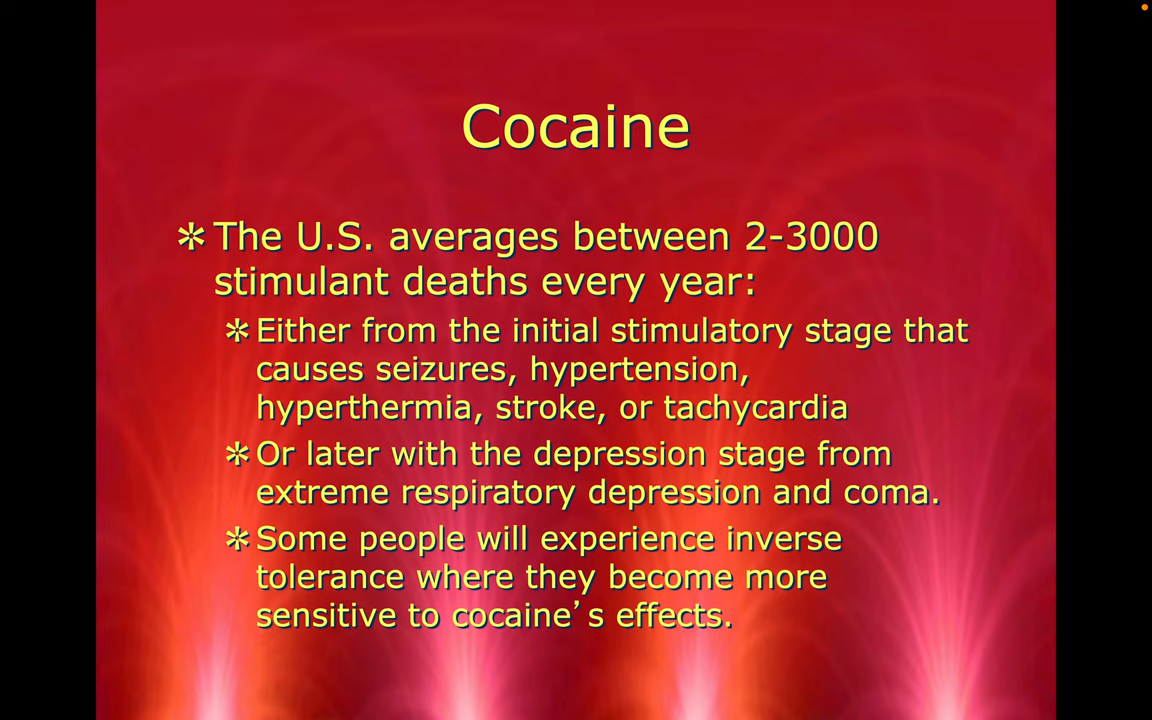 Cocaine
✲ The U.S. averages between 2-3000
stimulant deaths every year:
✲ Either from the initial stimulatory stage that
causes seizures, hypertension,
hyperthermia, stroke, or tachycardia
✲ Or later with the depression stage from
extreme respiratory depression and coma.
✲ Some people will experience inverse
tolerance where they become more
sensitive to cocaine’s effects.